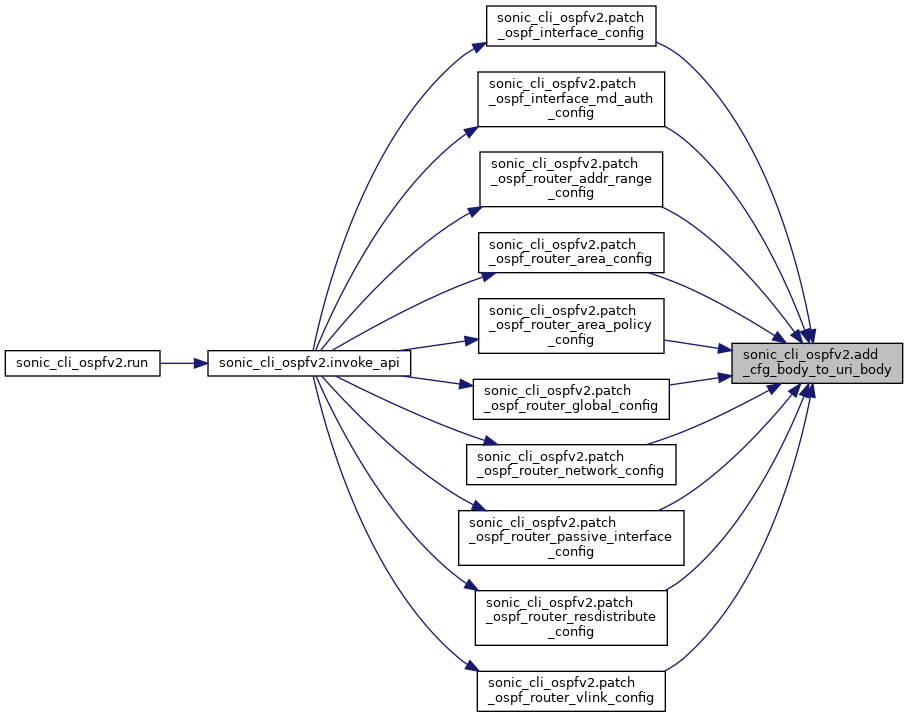 sonic_cli_ospfv2.patch
_ospf_interface_config
sonic_cli_ospfv2.patch
_ospf_interface_md_auth
_config
sonic_cli_ospfv2.patch
_ospf_router_addr_range
_config
sonic_cli_ospfv2.patch
_ospf_router_area_config
sonic_cli_ospfv2.patch
_ospf_router_area_policy
_config
sonic_cli_ospfv2.run
sonic_cli_ospfv2.invoke_api
sonic_cli_ospfv2.add
_cfg_body_to_uri_body
sonic_cli_ospfv2.patch
_ospf_router_global_config
sonic_cli_ospfv2.patch
_ospf_router_network_config
sonic_cli_ospfv2.patch
_ospf_router_passive_interface
_config
sonic_cli_ospfv2.patch
_ospf_router_resdistribute
_config
sonic_cli_ospfv2.patch
_ospf_router_vlink_config